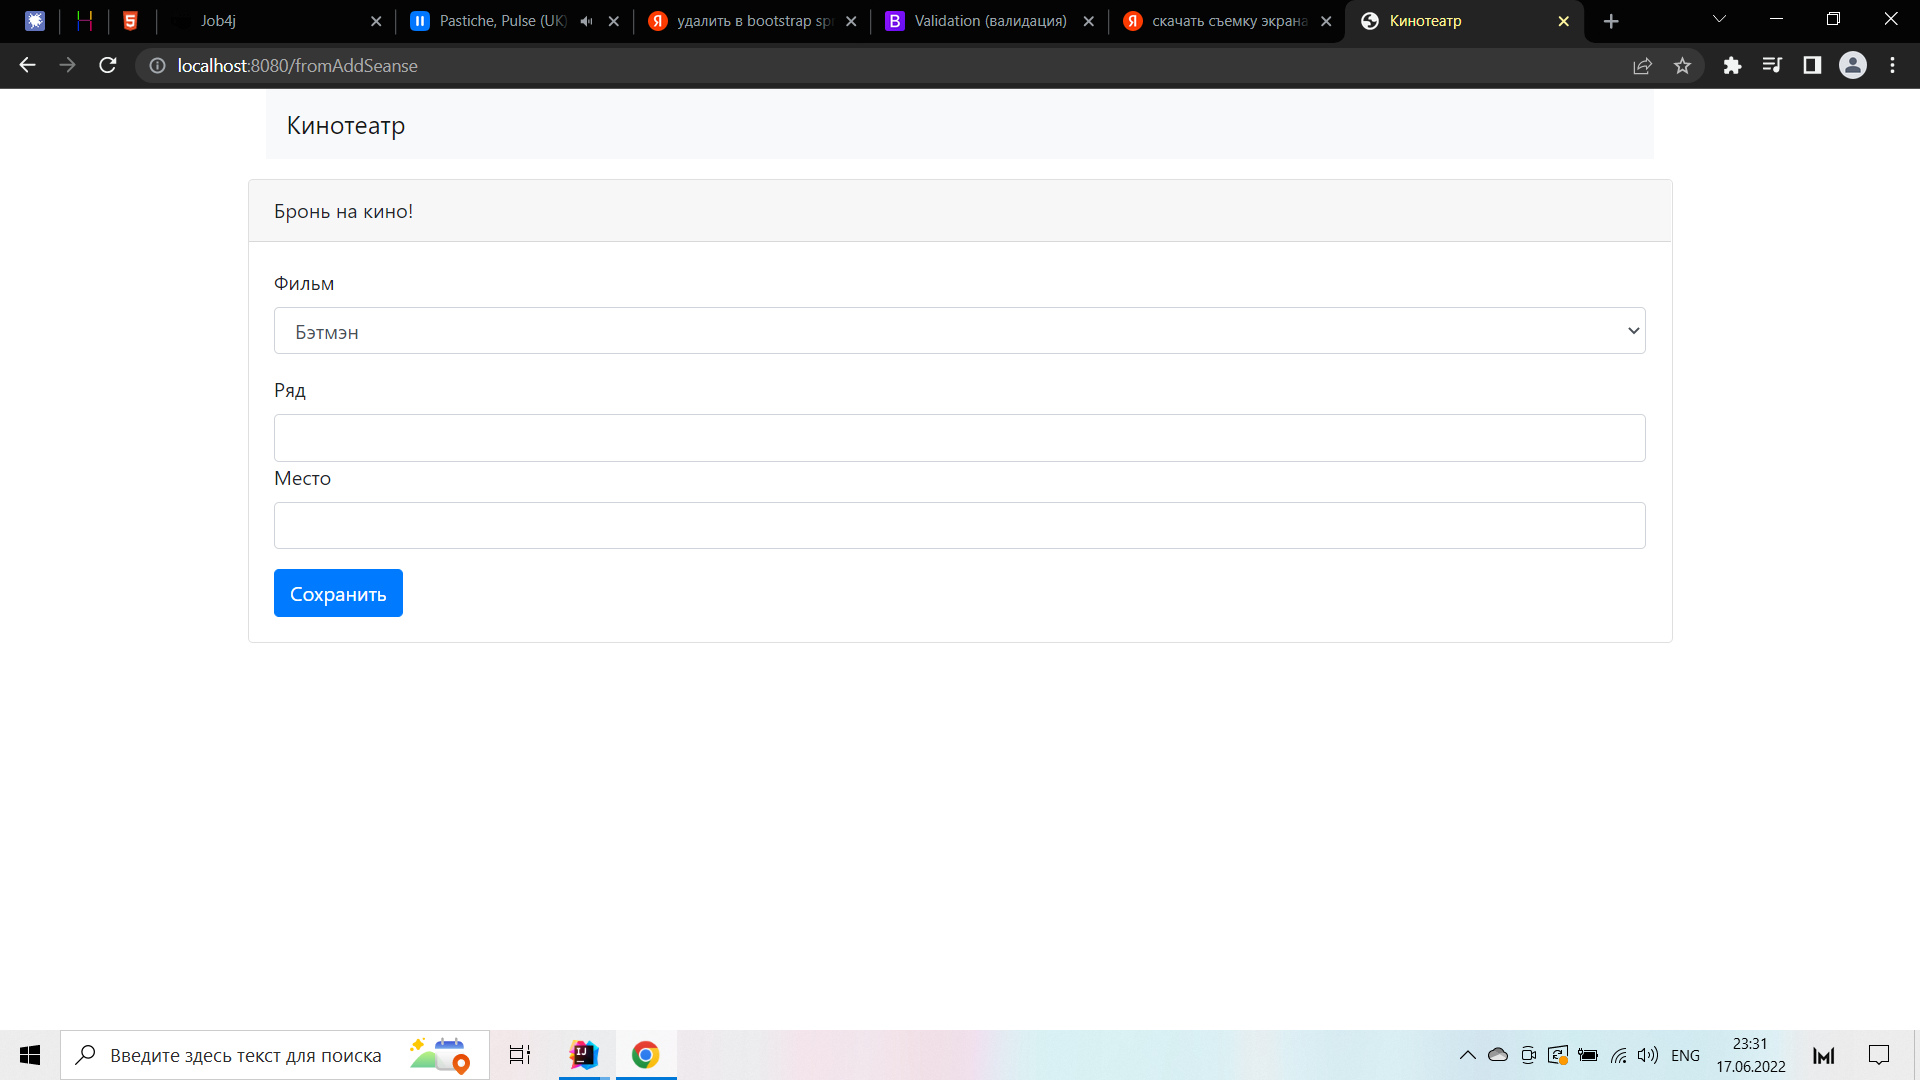 Job4j
Pastiche, Pulse (UK)
удалить в bootstrap spr
Validation (валидация)
скачать съемку экрана
Кинотеатр
localhost:8080/fromAddSeanse
Кинотеатр
Бронь на кино!
Фильм
Бэтмэн
Ряд
Место
Сохранить
Введите здесь текст для поиска
ENG
23:31
17.06.2022